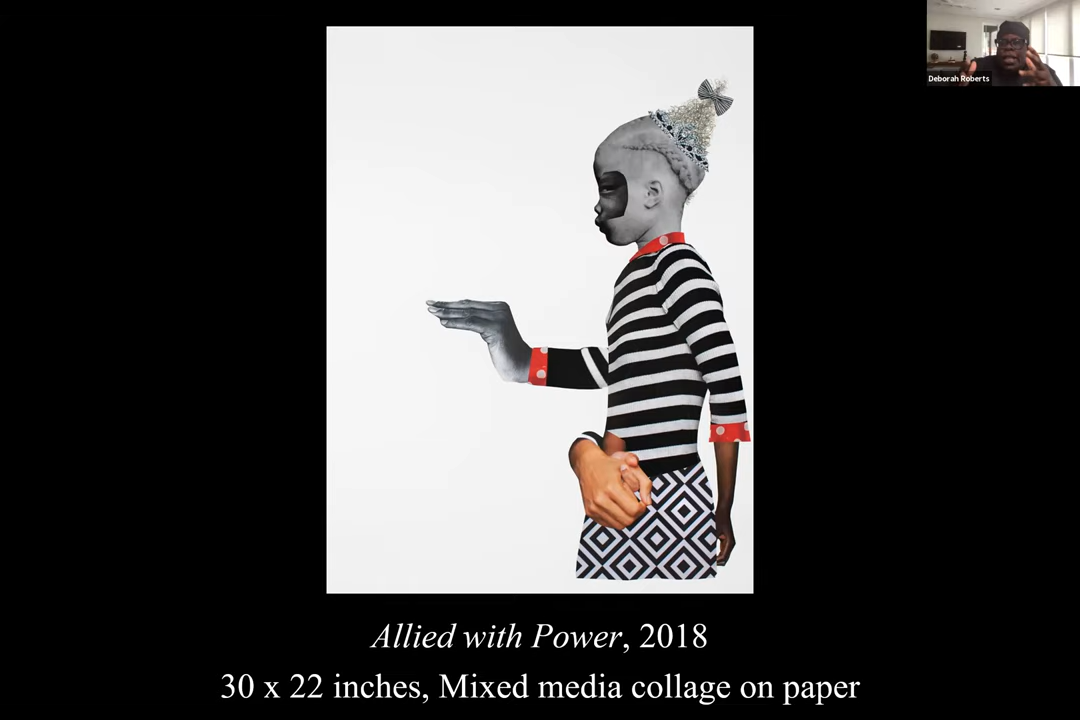 Deborah Roberts
Allied with Power, 2018
30 x 22 inches, Mixed media collage on paper